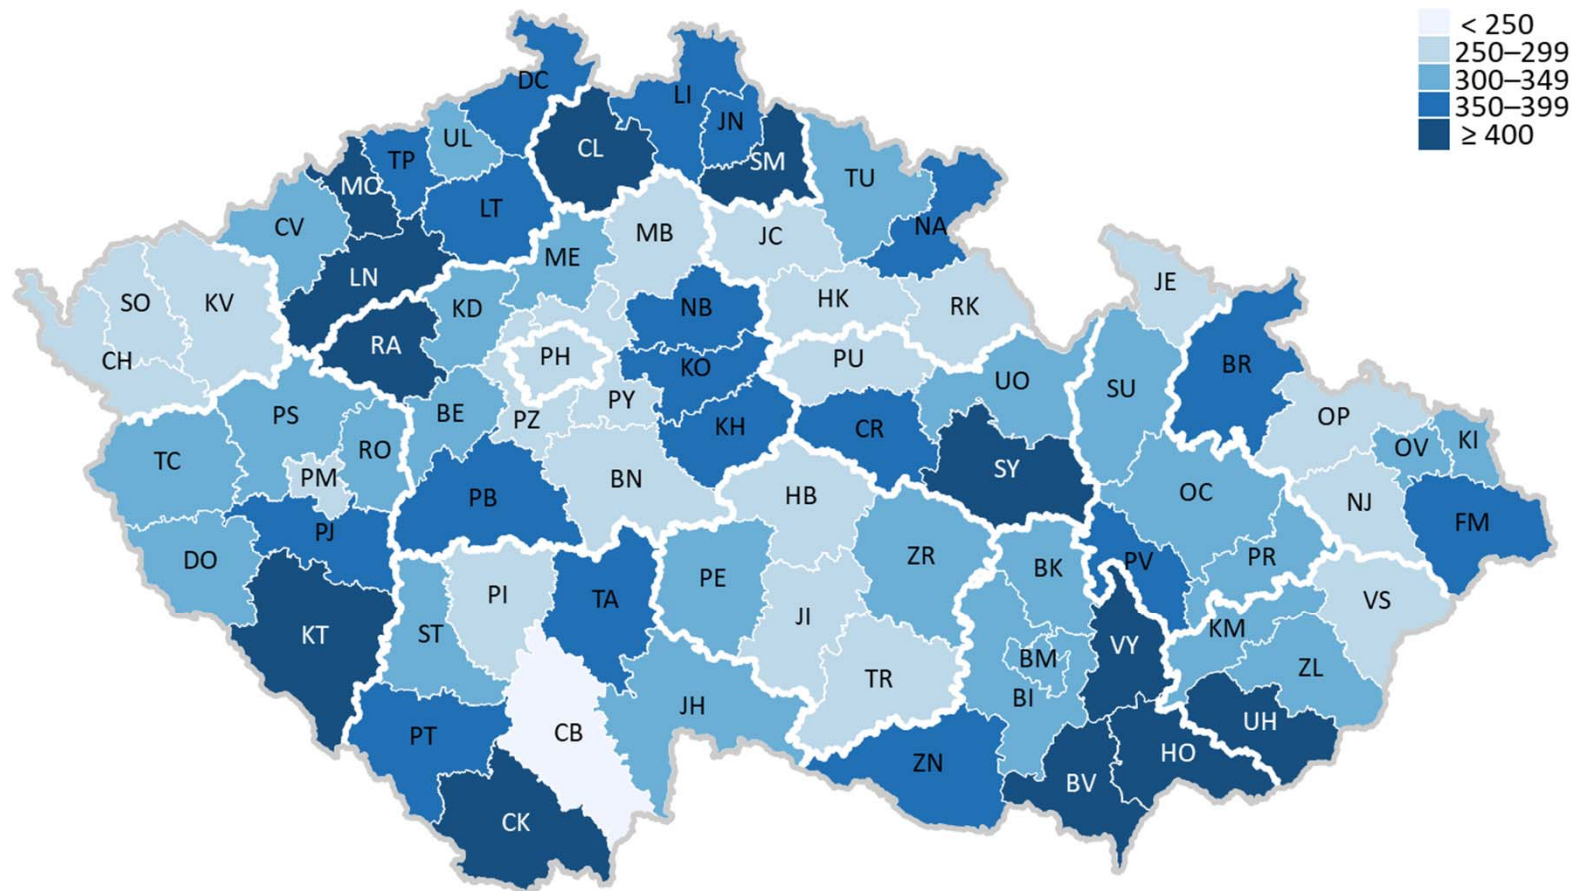 < 250
250–299
300–349
350–399
≥ 400
DC
LI
JN
UL
CL
TP
SM
MO
TU
LT
CV
NA
MB
JC
ME
LN
JE
SO
KV
HK
KD
NB
RK
RA
PH
PU
CH
KO
BR
UO
SU
PY
PS
BE
OP
PZ
KH
CR
KI
RO
OV
TC
SY
PM
BN
OC
HB
PB
NJ
FM
PJ
DO
ZR
PR
PV
BK
PE
PI
TA
VS
JI
KM
ST
KT
VY
BM
ZL
TR
BI
JH
UH
CB
PT
HO
ZN
BV
CK